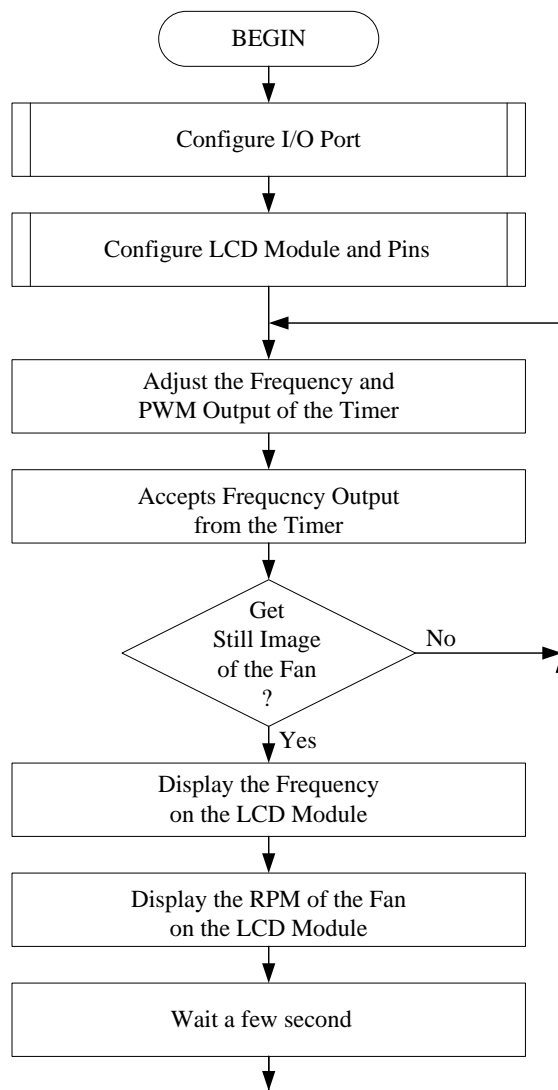 BEGIN
Configure I/O Port
Configure LCD Module and Pins
Adjust the Frequency and
PWM Output of the Timer
Accepts Frequcncy Output
from the Timer
Get
Still Image
of the Fan
?
No
Yes
Display the Frequency
on the LCD Module
Display the RPM of the Fan
on the LCD Module
Wait a few second